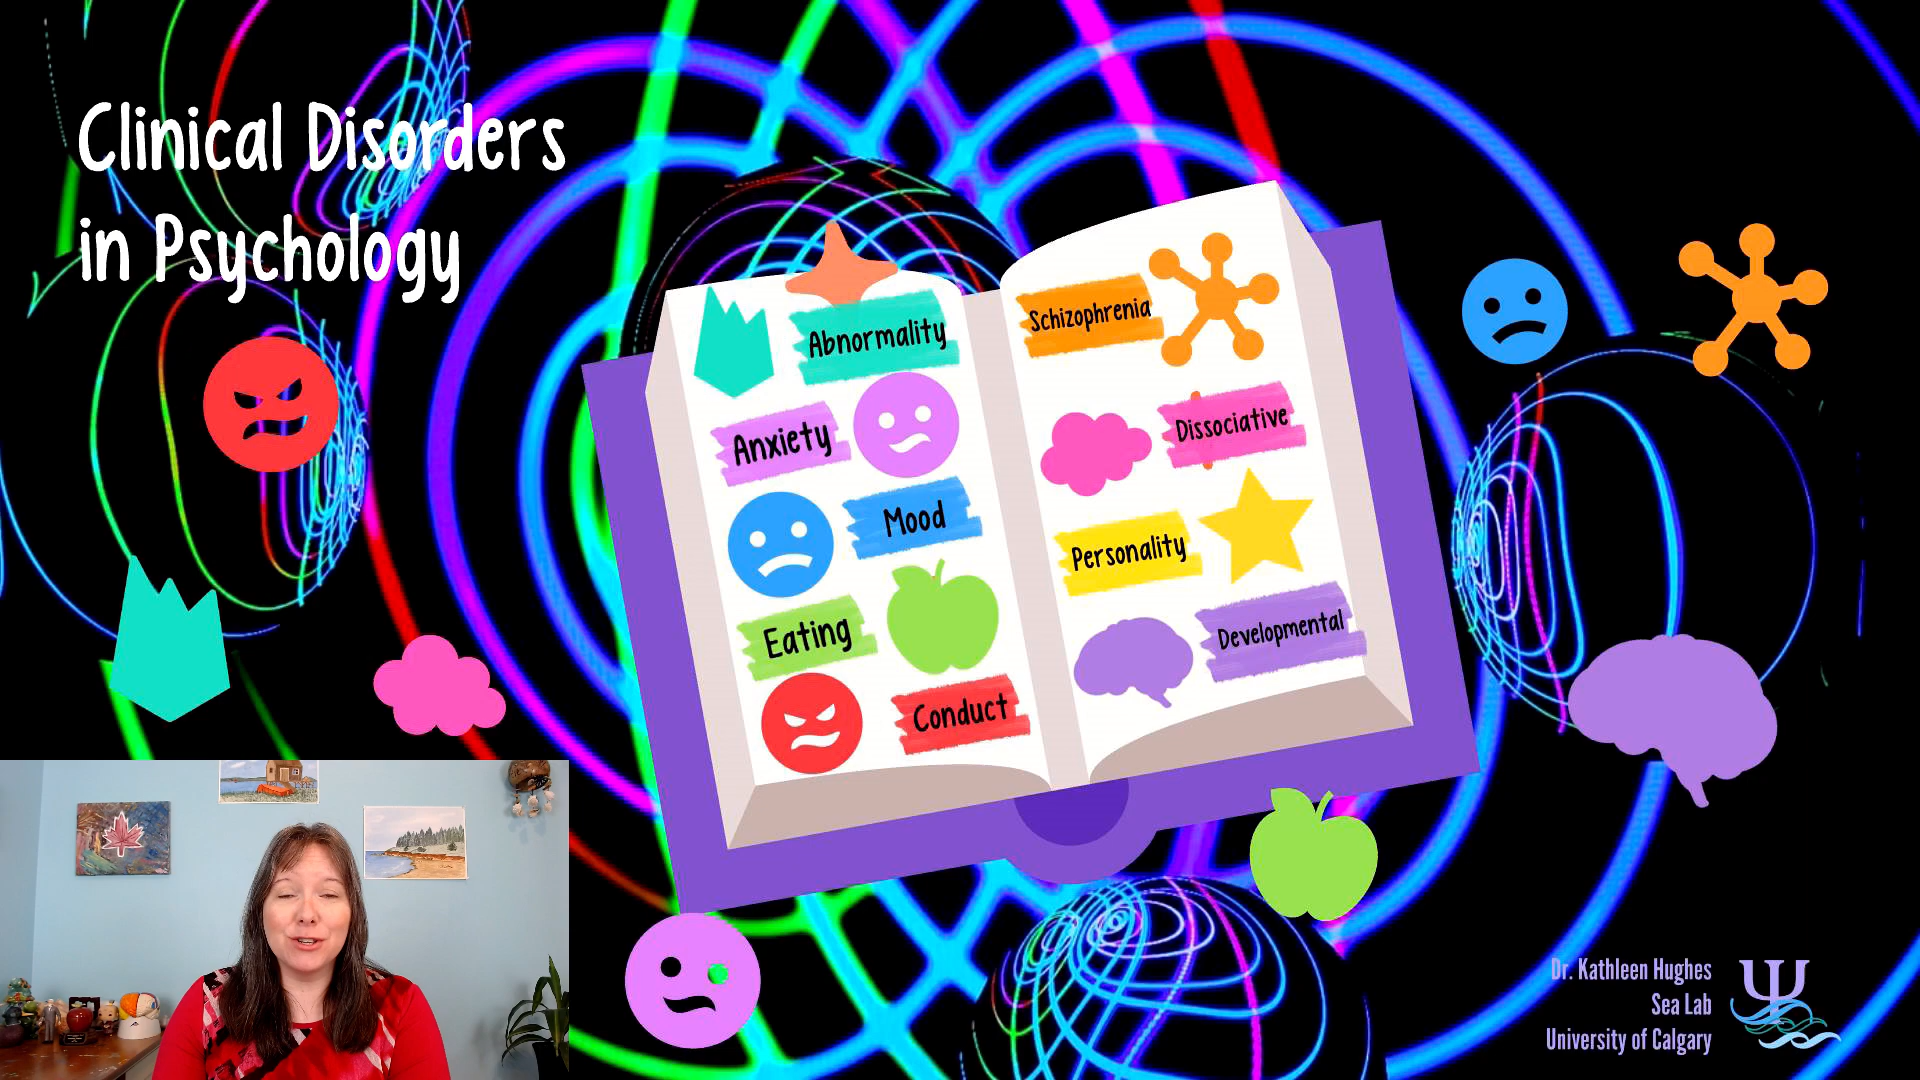 Clinical Disorders
in Psychology
Abnormality
Anxiety
Mood
Eating
Conduct
Schizophrenia
Dissociative
Personality
Developmental
Dr. Kathleen Hughes
Sea Lab
University of Calgary